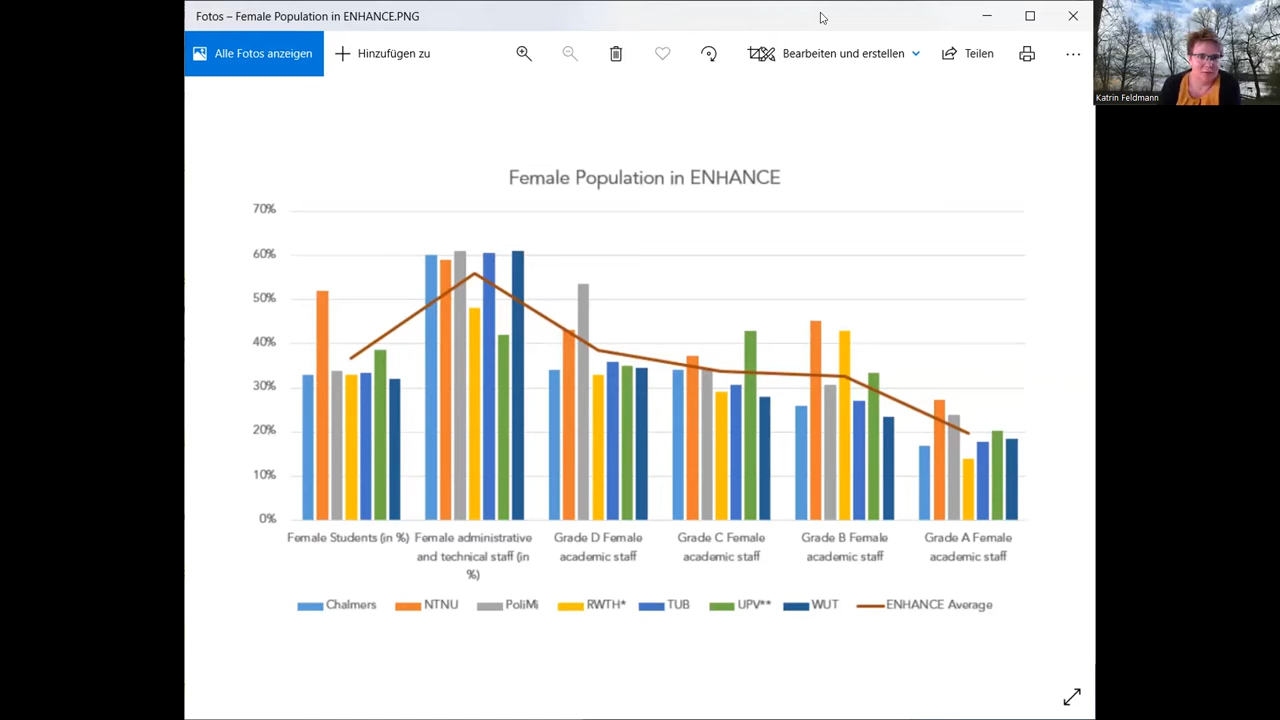 Fotos – Female Population in ENHANCE.PNG
Alle Fotos anzeigen
Hinzufügen zu
Bearbeiten und erstellen
Teilen
Katrin Feldmann
Female Population in ENHANCE
70%
60%
50%
40%
30%
20%
10%
0%
Female Students (in %)
Female administrative
and technical staff (in
%)
Grade D Female
academic staff
Grade C Female
academic staff
Grade B Female
academic staff
Grade A Female
academic staff
Chalmers
NTNU
PoliMi
RWTH*
TUB
UPV**
WUT
ENHANCE Average